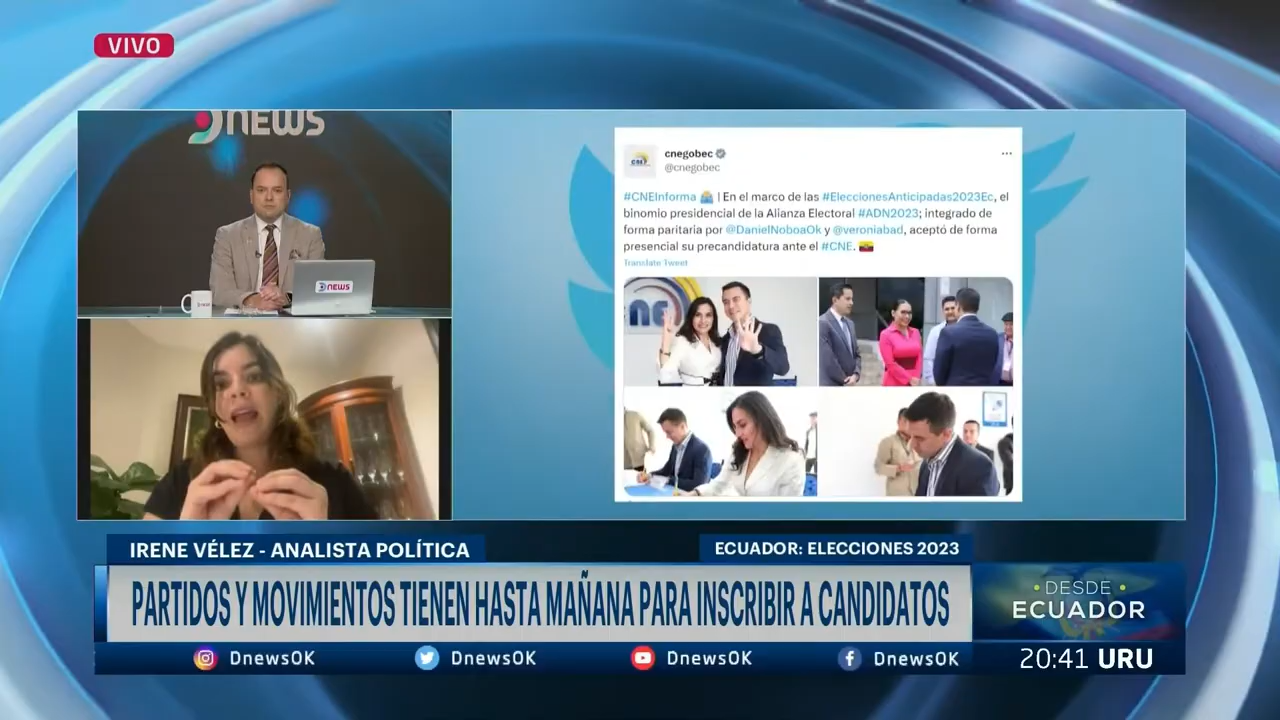 VIVO
NEWS
cnegobec
@cnegobec
#CNEInforma | En el marco de las #EleccionesAnticipadas2023Ec, el
binomio presidencial de la Alianza Electoral #ADN2023; integrado de
forma paritaria por @DanielNoboaOk y @veroniabad, aceptó de forma
presencial su precandidatura ante el #CNE.
Translate Tweet
NEWS
IRENE VÉLEZ - ANALISTA POLÍTICA
ECUADOR: ELECCIONES 2023
PARTIDOS Y MOVIMIENTOS TIENEN HASTA MAÑANA PARA INSCRIBIR A CANDIDATOS
• DESDE •
ECUADOR
DnewsOK
DnewsOK
DnewsOK
DnewsOK
20:41 URU